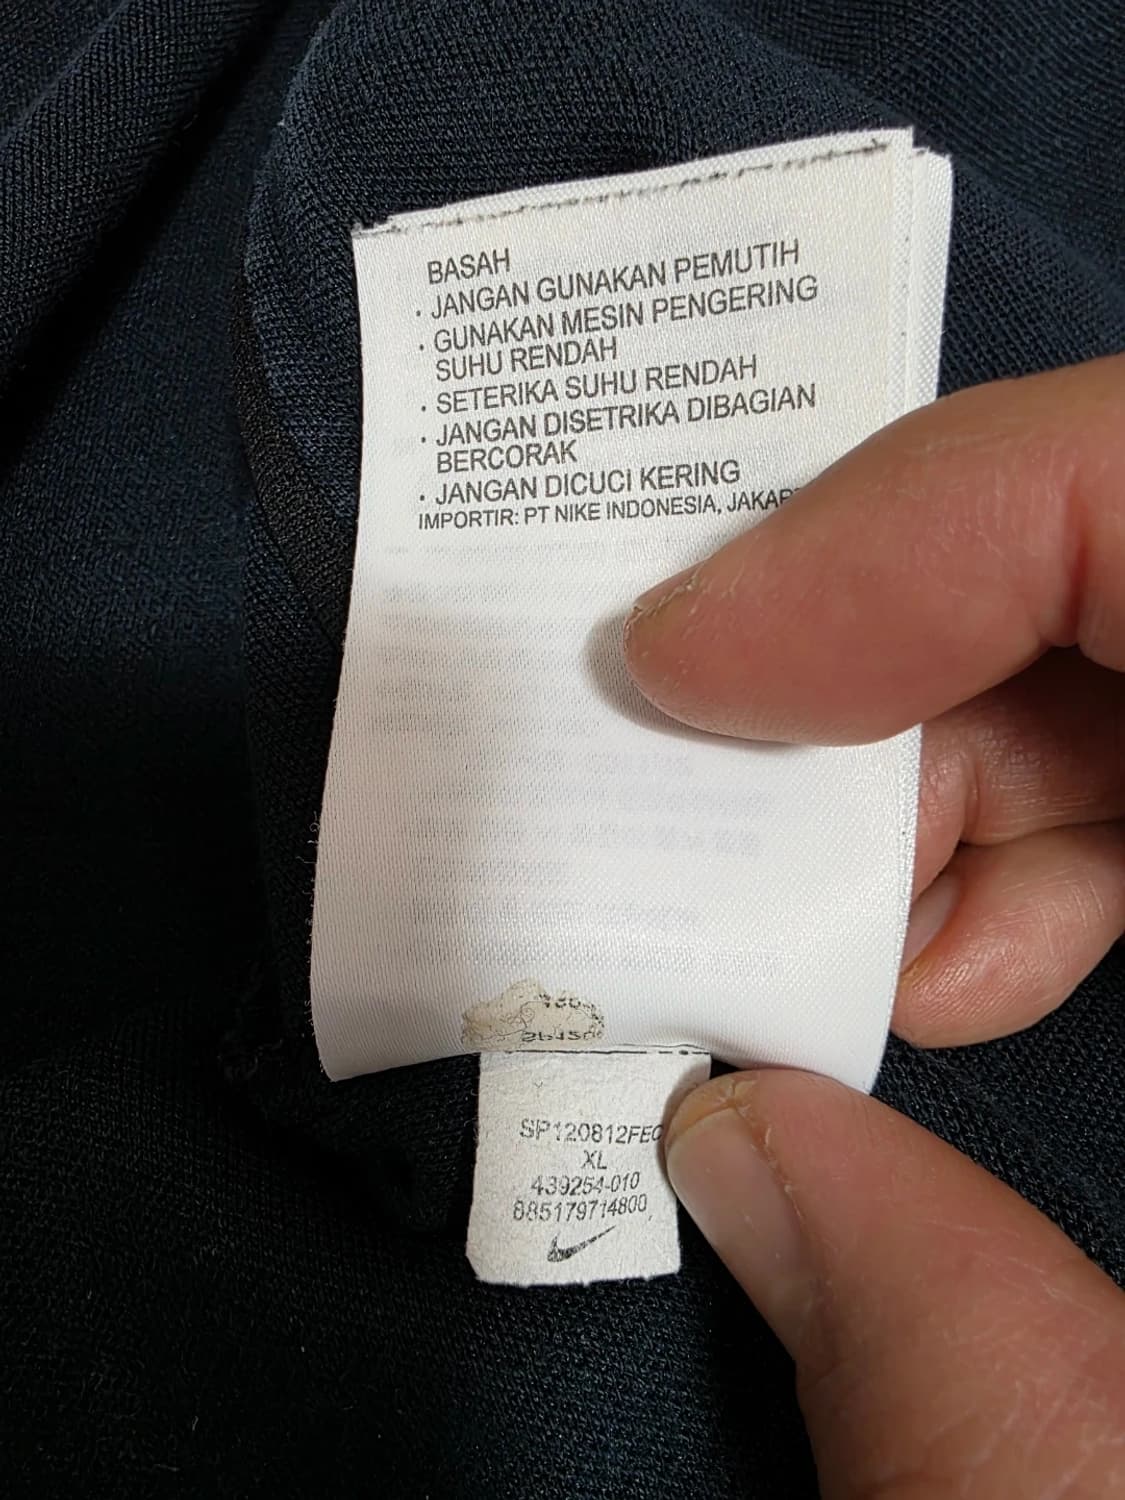 BASAH
· JANGAN GUNAKAN PEMUTIH
· GUNAKAN MESIN PENGERING
SUHU RENDAH
· SETERIKA SUHU RENDAH
· JANGAN DISETRIKA DIBAGIAN
BERCORAK
· JANGAN DICUCI KERING
IMPORTIR: PT NIKE INDONESIA,
XL
439254-010
885179714800